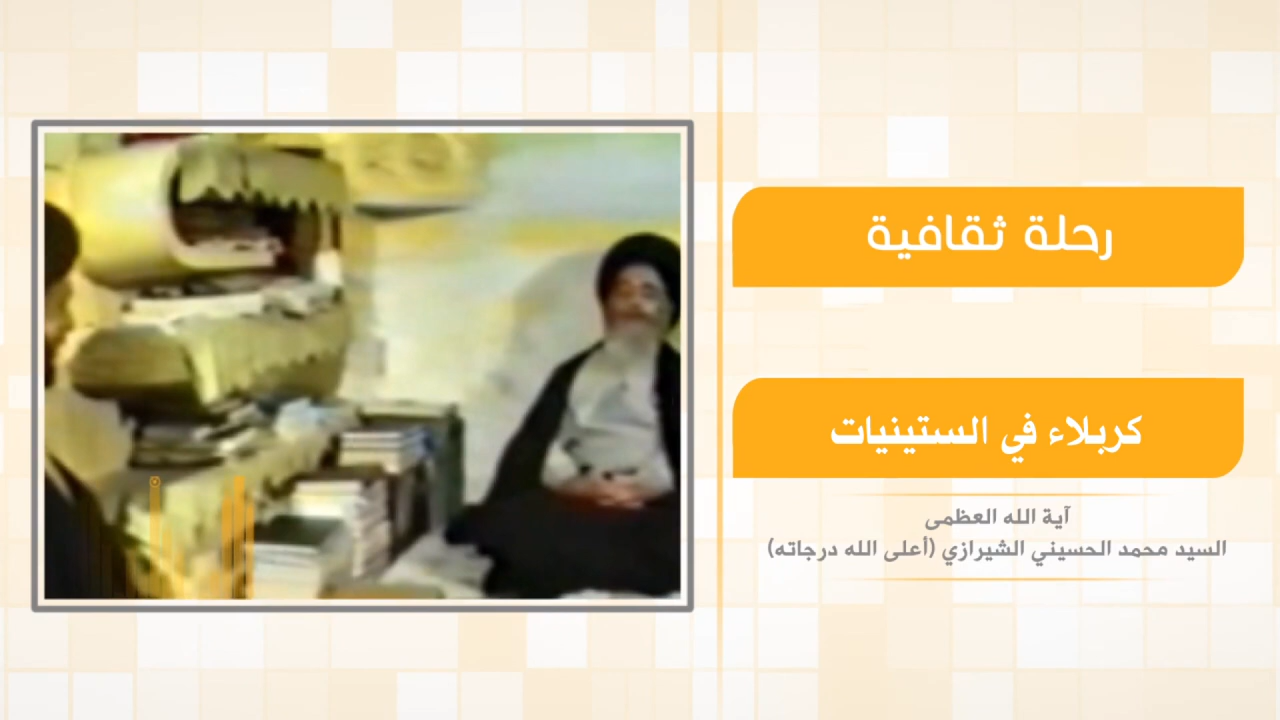 رحلة ثقافية
كربلاء في الستينيات
آية الله العظمى
السيد محمد الحسيني الشيرازي (أعلى الله درجاته)